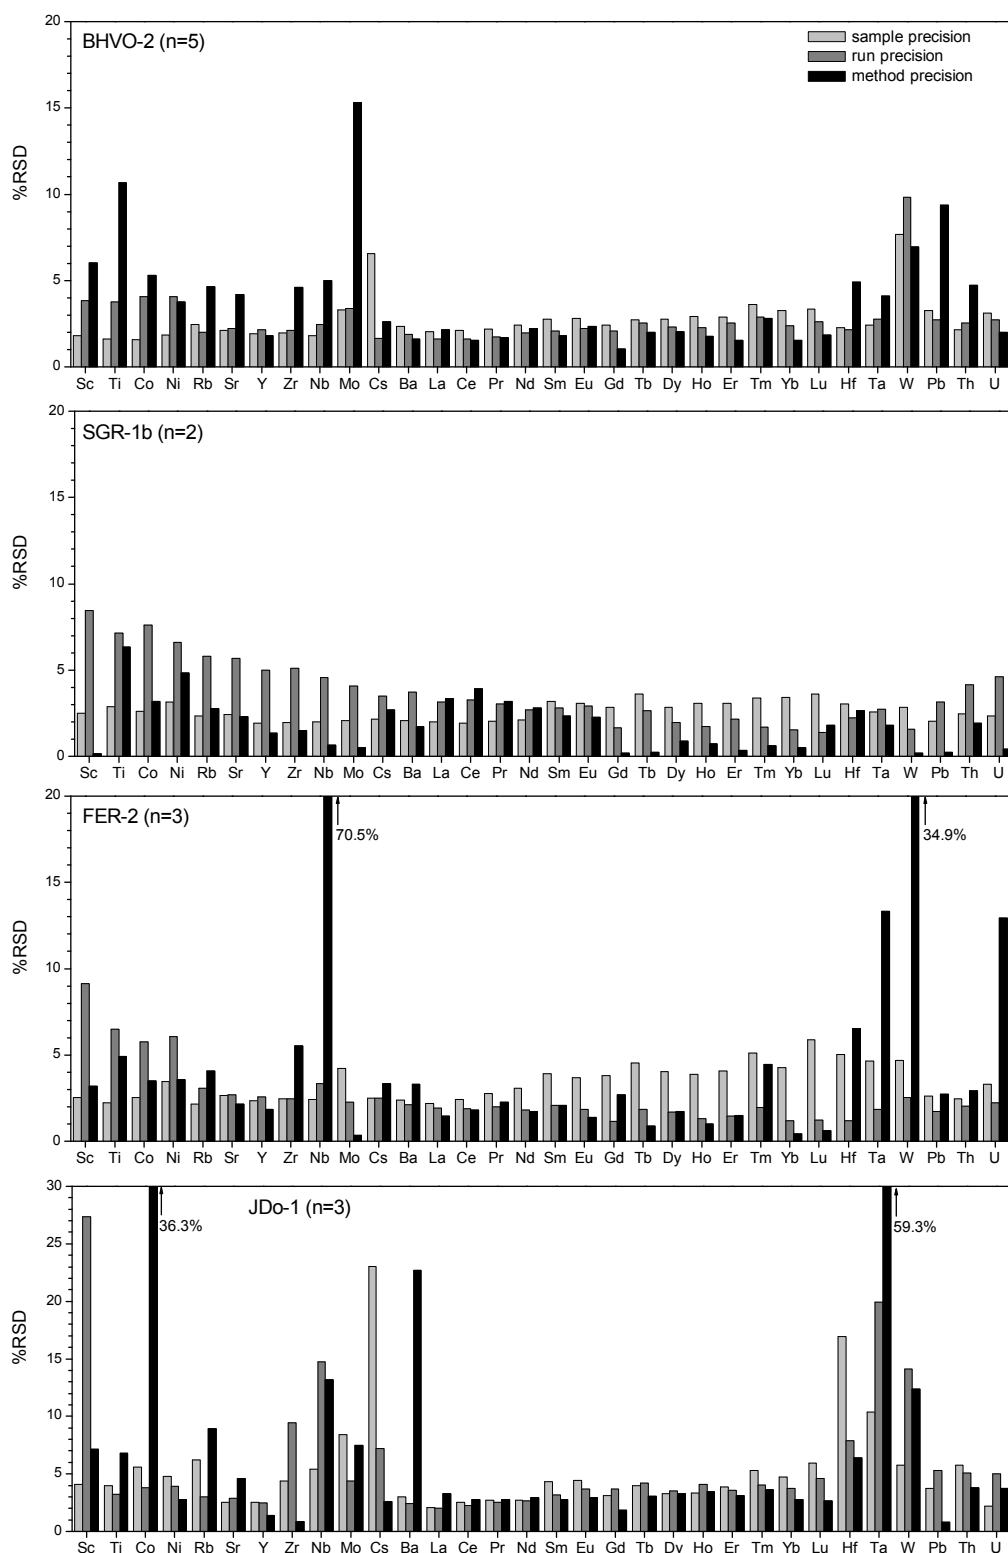 20
BHVO-2 (n=5)
sample precision
run precision
method precision
15
%RSD
10
5
0
Sc Ti Co Ni Rb Sr Y Zr Nb Mo Cs Ba La Ce Pr Nd Sm Eu Gd Tb Dy Ho Er Tm Yb Lu Hf Ta W Pb Th U
20
SGR-1b (n=2)
15
%RSD
10
5
0
Sc Ti Co Ni Rb Sr Y Zr Nb Mo Cs Ba La Ce Pr Nd Sm Eu Gd Tb Dy Ho Er Tm Yb Lu Hf Ta W Pb Th U
20
FER-2 (n=3)
70.5% 34.9%
15
%RSD
10
5
0
Sc Ti Co Ni Rb Sr Y Zr Nb Mo Cs Ba La Ce Pr Nd Sm Eu Gd Tb Dy Ho Er Tm Yb Lu Hf Ta W Pb Th U
30
JDo-1 (n=3)
36.3% 59.3%
25
20
%RSD
15
10
5
0
Sc Ti Co Ni Rb Sr Y Zr Nb Mo Cs Ba La Ce Pr Nd Sm Eu Gd Tb Dy Ho Er Tm Yb Lu Hf Ta W Pb Th U